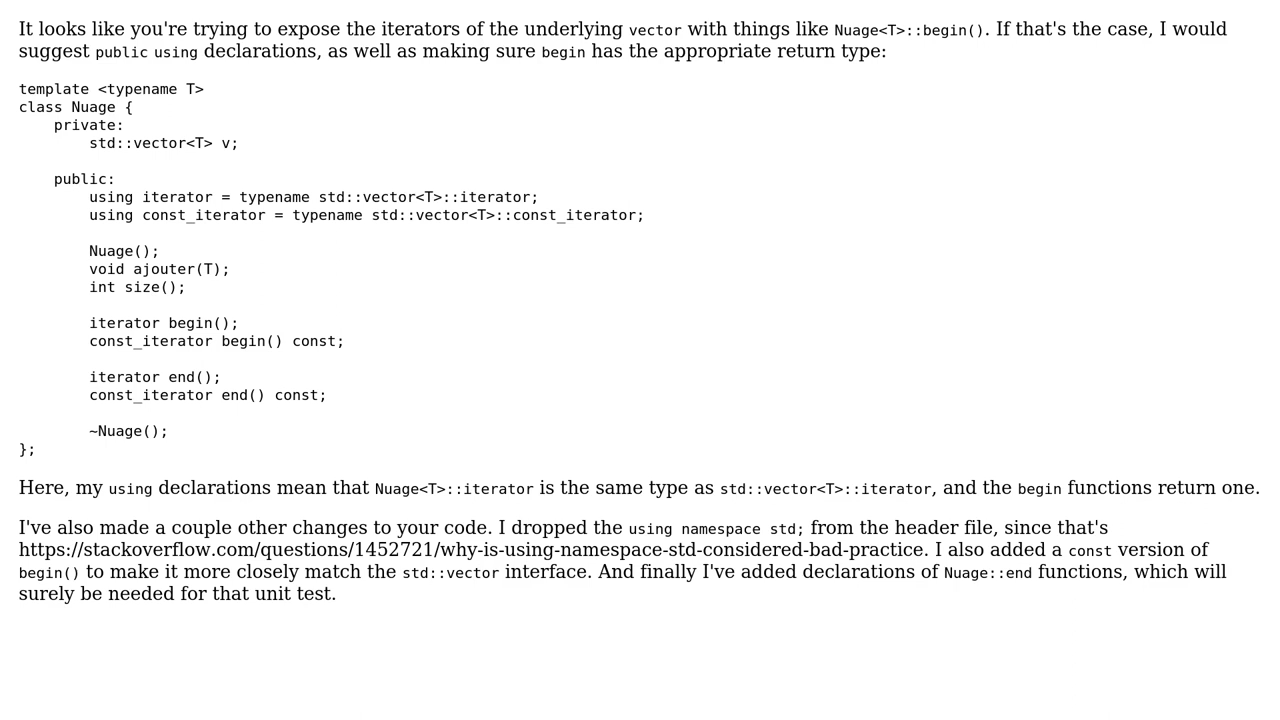 It looks like you're trying to expose the iterators of the underlying vector with things like Nuage<T>::begin(). If that's the case, I would
suggest public using declarations, as well as making sure begin has the appropriate return type:
template <typename T>
class Nuage {
    private:
        std::vector<T> v;

    public:
        using iterator = typename std::vector<T>::iterator;
        using const_iterator = typename std::vector<T>::const_iterator;

        Nuage();
        void ajouter(T);
        int size();

        iterator begin();
        const_iterator begin() const;

        iterator end();
        const_iterator end() const;

        ~Nuage();
};
Here, my using declarations mean that Nuage<T>::iterator is the same type as std::vector<T>::iterator, and the begin functions return one.
I've also made a couple other changes to your code. I dropped the using namespace std; from the header file, since that's
https://stackoverflow.com/questions/1452721/why-is-using-namespace-std-considered-bad-practice. I also added a const version of
begin() to make it more closely match the std::vector interface. And finally I've added declarations of Nuage::end functions, which will
surely be needed for that unit test.